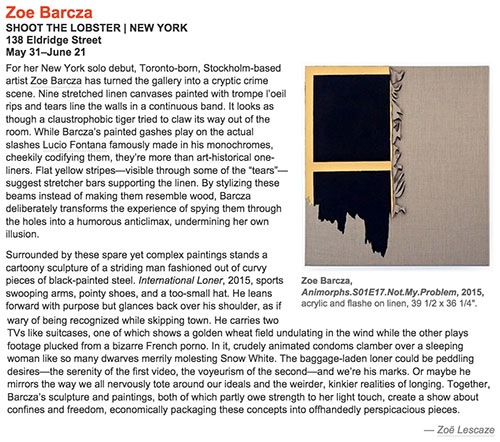 Zoe Barcza
SHOOT THE LOBSTER | NEW YORK
138 Eldridge Street
May 31–June 21
For her New York solo debut, Toronto-born, Stockholm-based
artist Zoe Barcza has turned the gallery into a cryptic crime
scene. Nine stretched linen canvases painted with trompe l'oeil
rips and tears line the walls in a continuous band. It looks as
though a claustrophobic tiger tried to claw its way out of the
room. While Barcza's painted gashes play on the actual
slashes Lucio Fontana famously made in his monochromes,
cheekily codifying them, they're more than art-historical one-
liners. Flat yellow stripes—visible through some of the "tears"—
suggest stretcher bars supporting the linen. By stylizing these
beams instead of making them resemble wood, Barcza
deliberately transforms the experience of spying them through
the holes into a humorous anticlimax, undermining her own
illusion.
Surrounded by these spare yet complex paintings stands a
cartoony sculpture of a striding man fashioned out of curvy
pieces of black-painted steel. International Loner, 2015, sports
swooping arms, pointy shoes, and a too-small hat. He leans
forward with purpose but glances back over his shoulder, as if
wary of being recognized while skipping town. He carries two
TVs like suitcases, one of which shows a golden wheat field undulating in the wind while the other plays
footage plucked from a bizarre French porno. In it, crudely animated condoms clamber over a sleeping
woman like so many dwarves merrily molesting Snow White. The baggage-laden loner could be peddling
desires—the serenity of the first video, the voyeurism of the second—and we're his marks. Or maybe he
mirrors the way we all nervously tote around our ideals and the weirder, kinkier realities of longing. Together,
Barcza's sculpture and paintings, both of which partly owe strength to her light touch, create a show about
confines and freedom, economically packaging these concepts into offhandedly perspicacious pieces.
Zoe Barcza,
Animorphs.S01E17.Not.My.Problem, 2015,
acrylic and flashe on linen, 39 1/2 x 36 1/4".
— Zoë Lescaze